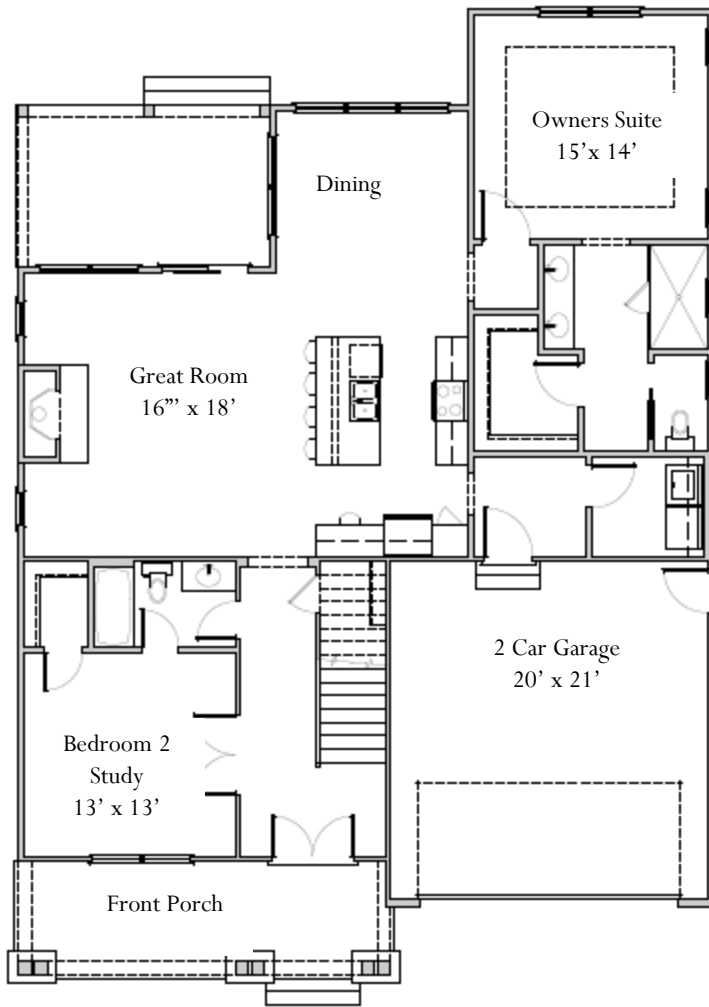 Owners Suite
15’x 14’
Dining
Great Room
16”’ x 18’
2 Car Garage
20’ x 21’
Bedroom 2
Study
13’ x 13’
Front Porch